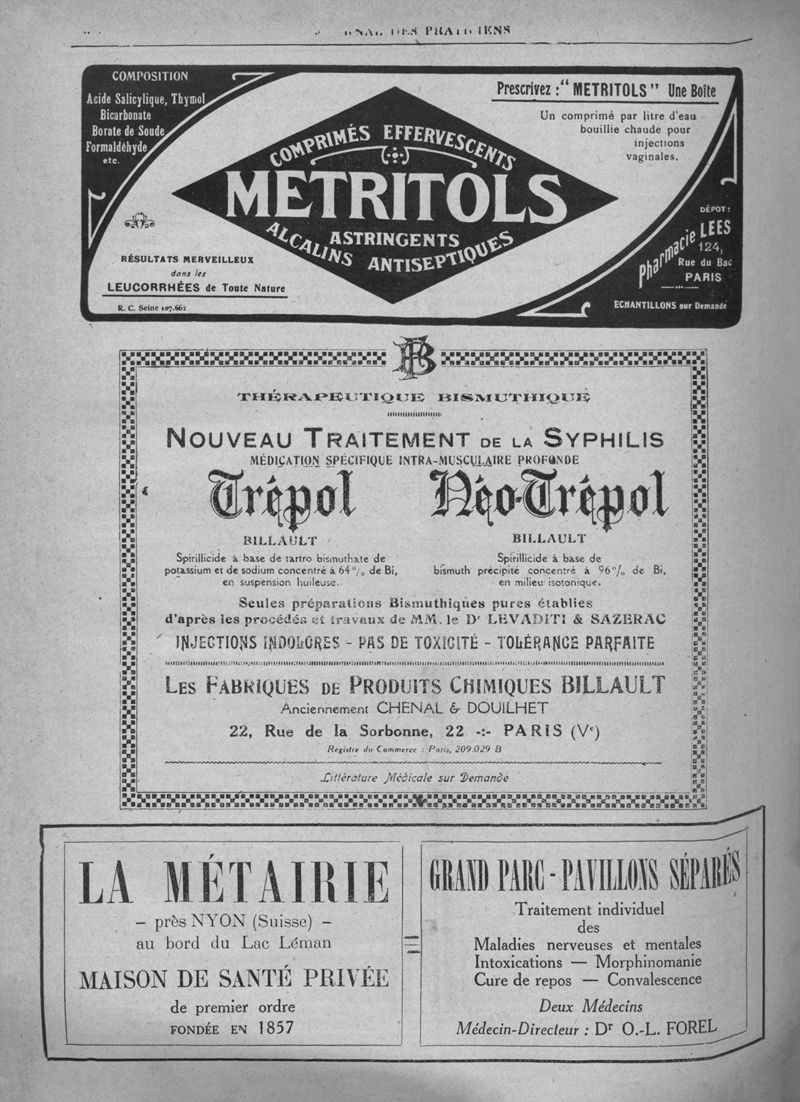 DES PRATICIENS
COMPOSITION
Acide Salicylique, Thymol
Bicarbonate
Borate de Soude
Formaldéhyde
etc.
Prescrivez : "METRITOLS" Une Boîte
Un comprimé par litre d'eau
bouillie chaude pour
injections
vaginales.
COMPRIMÉS EFFERVESCENTS
METRITOLS
ASTRINGENTS
ALCALINS ANTISEPTIQUES
RÉSULTATS MERVEILLEUX
dans les
LEUCORRHÉES de Toute Nature
R. C. Seine 107.662
DÉPOT :
Pharmacie LEES
124,
Rue du Bac
PARIS
ECHANTILLONS sur Demande
FB
THÉRAPEUTIQUE BISMUTHIQUE
NOUVEAU TRAITEMENT DE LA SYPHILIS
MÉDICATION SPÉCIFIQUE INTRA-MUSCULAIRE PROFONDE
Trépol
BILLAULT
Spirillicide à base de tartro bismuthate de
potassium et de sodium concentré à 64 % de Bi,
en suspension huileuse.
Néo-Trépol
BILLAULT
Spirillicide à base de
bismuth précipité concentré à 96 % de Bi,
en milieu isotonique.
Seules préparations Bismuthiques pures établies
d'après les procédés et travaux de MM. le Dr LEVADITI & SAZERAC
INJECTIONS INDOLORES - PAS DE TOXICITÉ - TOLÉRANCE PARFAITE
LES FABRIQUES DE PRODUITS CHIMIQUES BILLAULT
Anciennement CHENAL & DOUILHET
22, Rue de la Sorbonne, 22 -:- PARIS (Ve)
Registre du Commerce : Paris, 209.029 B
Littérature Médicale sur Demande
LA MÉTAIRIE
- près NYON (Suisse) -
au bord du Lac Léman
MAISON DE SANTÉ PRIVÉE
de premier ordre
FONDÉE EN 1857
GRAND PARC - PAVILLONS SÉPARÉS
Traitement individuel
des
Maladies nerveuses et mentales
Intoxications — Morphinomanie
Cure de repos — Convalescence
Deux Médecins
Médecin-Directeur : Dr O.-L. FOREL